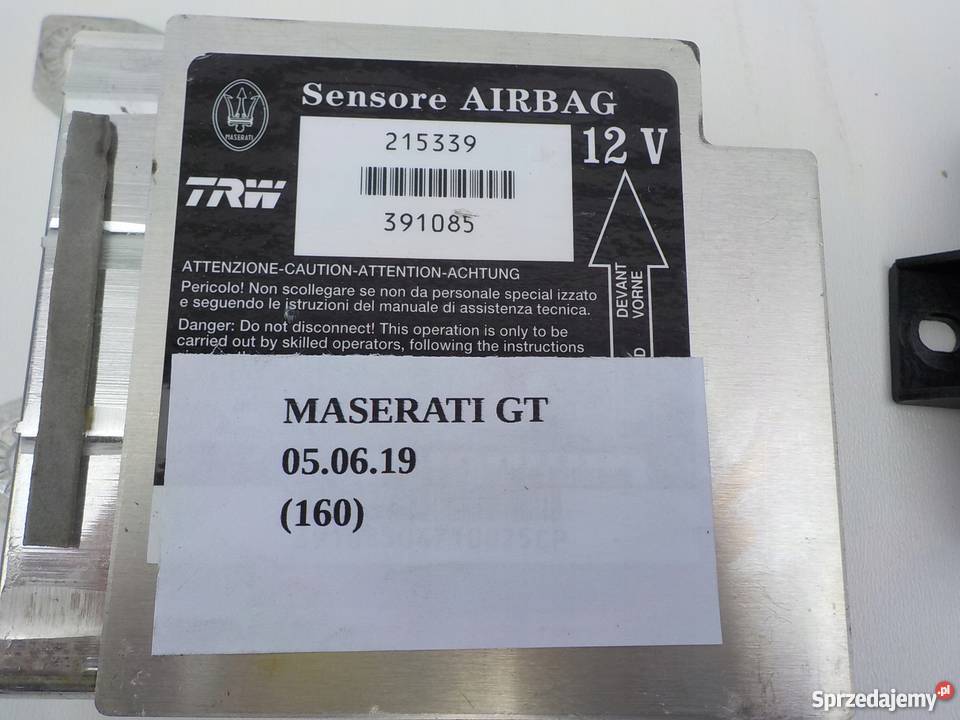 Sensore AIRBAG
MASERATI
215339
12 V
TRW
391085
ATTENZIONE-CAUTION-ATTENTION-ACHTUNG
Pericolo! Non scollegare se non da personale special izzato
e seguendo le istruzioni del manuale di assistenza tecnica.
Danger: Do not disconnect! This operation is only to be
carried out by skilled operators, following the instructions
DEVANT
VORNE
MASERATI GT
05.06.19
(160)
Sprzedajemy.pl